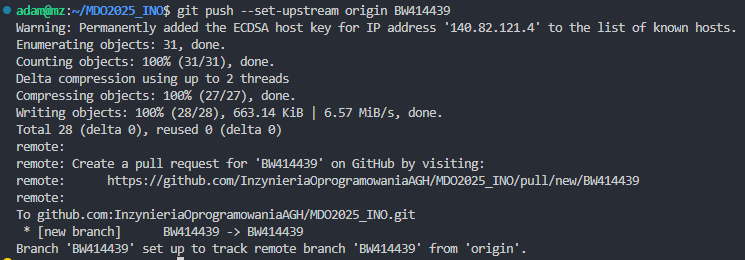 adam@mz:~/MDO2025_INO$ git push --set-upstream origin BW414439
Warning: Permanently added the ECDSA host key for IP address '140.82.121.4' to the list of known hosts.
Enumerating objects: 31, done.
Counting objects: 100% (31/31), done.
Delta compression using up to 2 threads
Compressing objects: 100% (27/27), done.
Writing objects: 100% (28/28), 663.14 KiB | 6.57 MiB/s, done.
Total 28 (delta 0), reused 0 (delta 0)
remote:
remote: Create a pull request for 'BW414439' on GitHub by visiting:
remote:      https://github.com/InzynieriaOprogramowaniaAGH/MDO2025_INO/pull/new/BW414439
remote:
To github.com:InzynieriaOprogramowaniaAGH/MDO2025_INO.git
 * [new branch]      BW414439 -> BW414439
Branch 'BW414439' set up to track remote branch 'BW414439' from 'origin'.